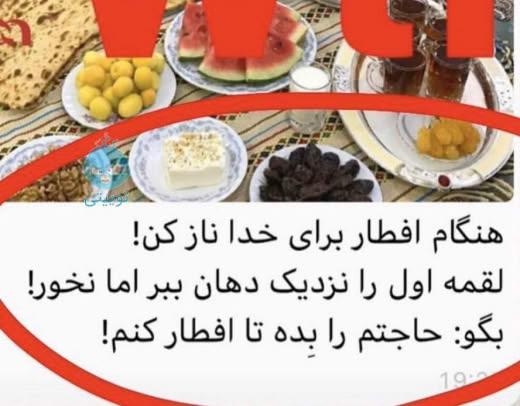 هنگام افطار برای خدا ناز کن!
لقمه اول را نزدیک دهان ببر اما نخور!
بگو: حاجتم را بِده تا افطار کنم!